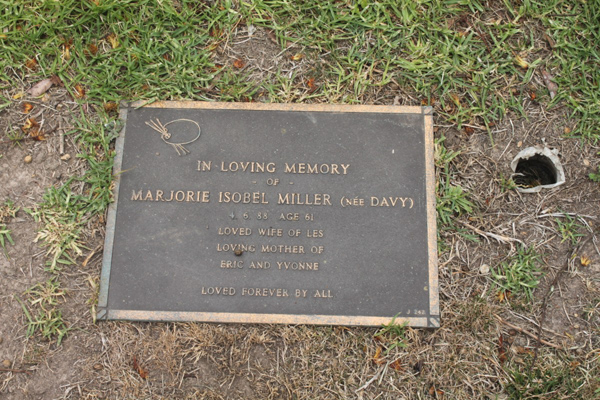 IN LOVING MEMORY
OF
MARJORIE ISOBEL MILLER (NÉE DAVY)
4. 6. 88 AGE 61
LOVED WIFE OF LES
LOVING MOTHER OF
ERIC AND YVONNE
LOVED FOREVER BY ALL